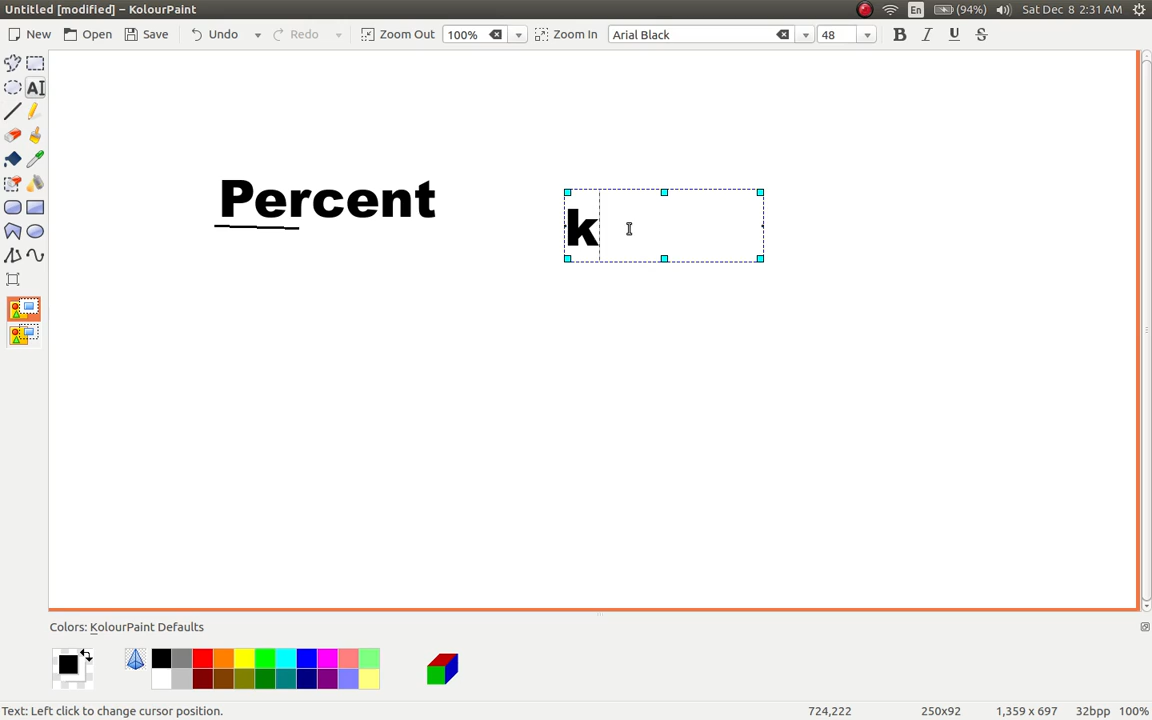 Untitled [modified] – KolourPaint
En (94%) Sat Dec 8 2:31 AM
New Open Save Undo Redo Zoom Out 100% Zoom In Arial Black 48 B I U S
AI
Percent
k
Colors: KolourPaint Defaults
Text: Left click to change cursor position. 724,222 250x92 1,359 x 697 32bpp 100%